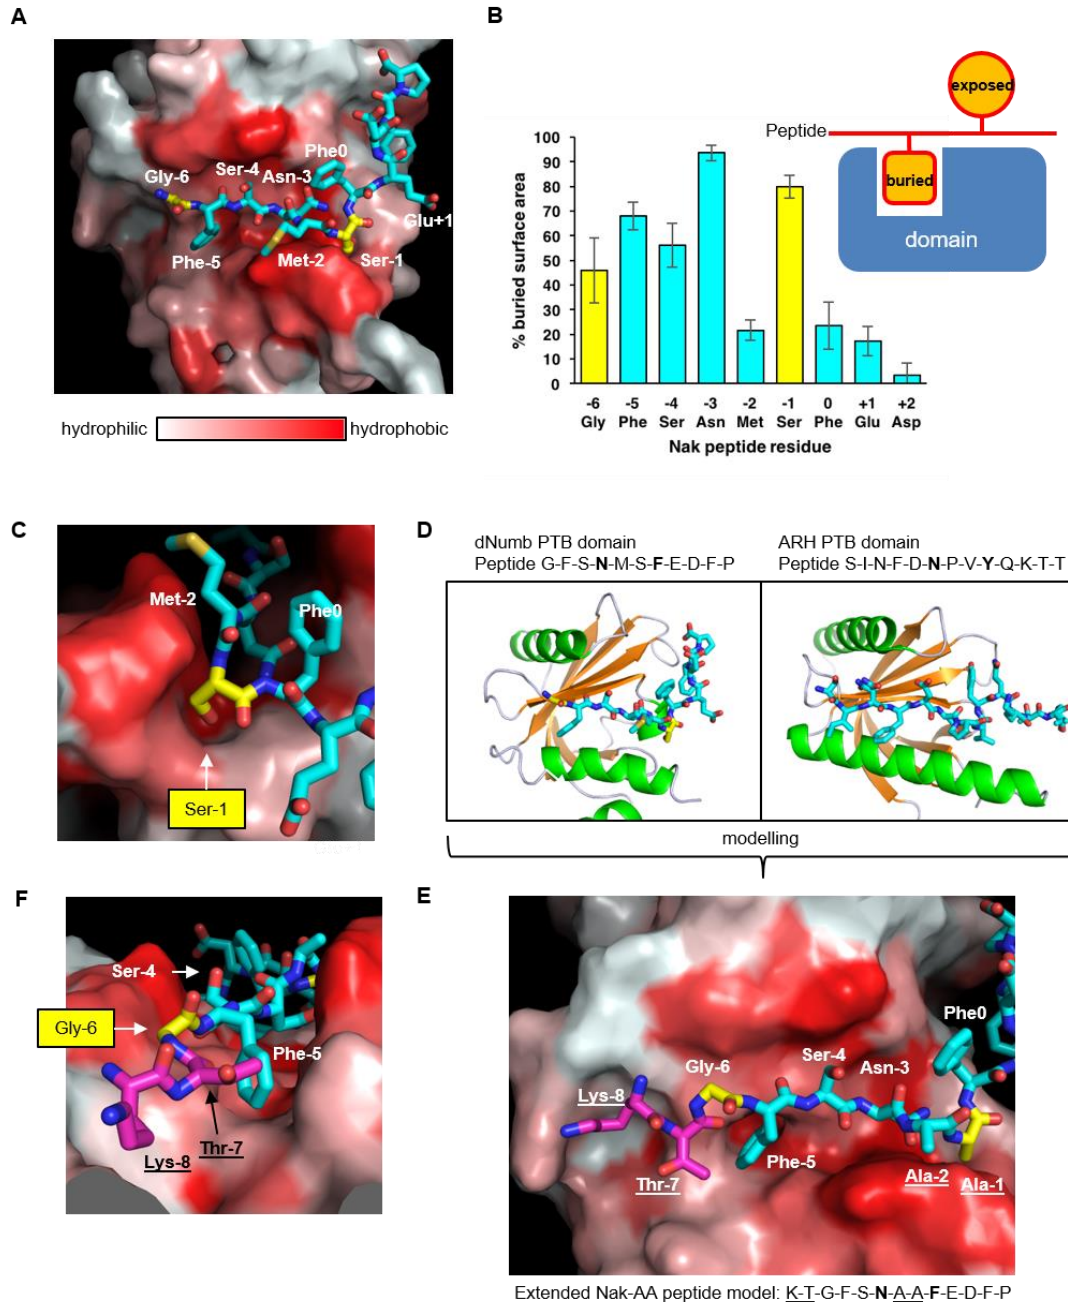 A
Phe0
Ser-4
Asn-3
Gly-6
Glu+1
Phe-5
Met-2
Ser-1
hydrophilic
hydrophobic
B
exposed
Peptide
buried
domain
% buried surface area
100
90
80
70
60
50
40
30
20
10
0
-6 -5 -4 -3 -2 -1 0 +1 +2
Gly Phe Ser Asn Met Ser Phe Glu Asp
Nak peptide residue
C
Met-2
Phe0
Ser-1
D
dNumb PTB domain
Peptide G-F-S-N-M-S-F-E-D-F-P
ARH PTB domain
Peptide S-I-N-F-D-N-P-V-Y-Q-K-T-T
modelling
F
Ser-4
Gly-6
Phe-5
Thr-7
Lys-8
E
Phe0
Ser-4
Gly-6
Asn-3
Lys-8
Phe-5
Thr-7
Ala-2
Ala-1
Extended Nak-AA peptide model: K-T-G-F-S-N-A-A-F-E-D-F-P